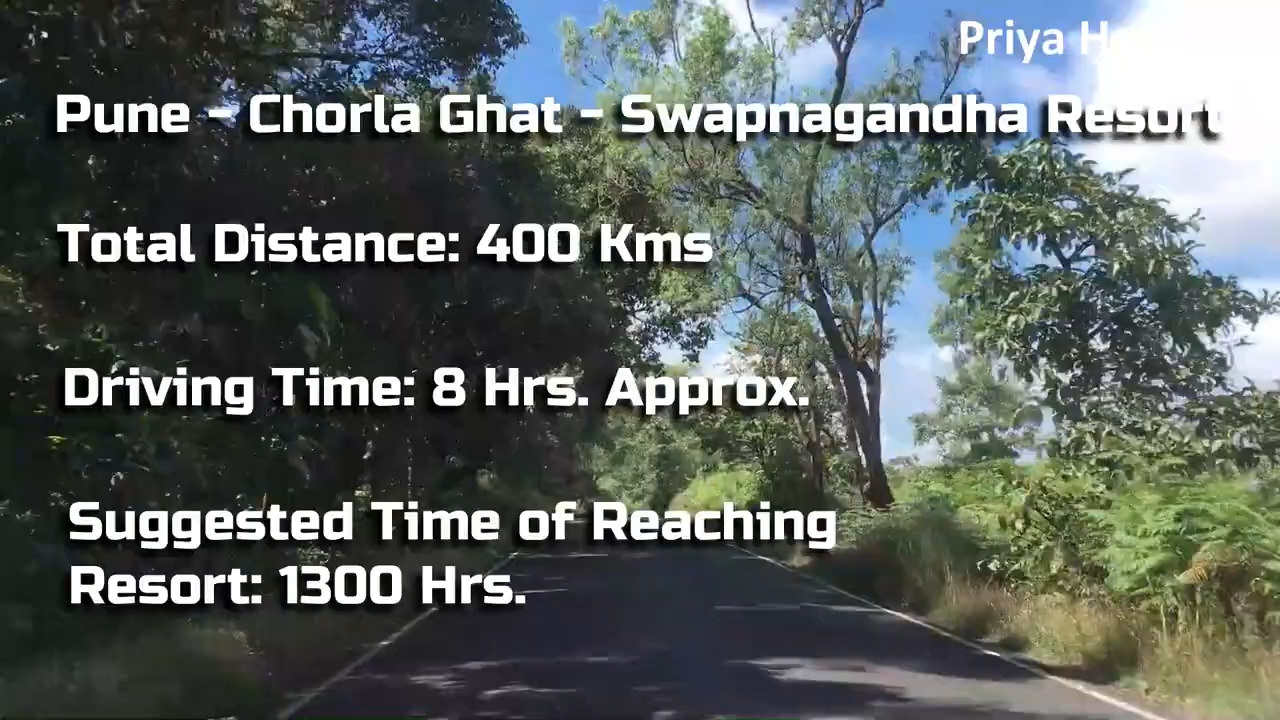 Priya
Pune - Chorla Ghat - Swapnagandha Resort
Total Distance: 400 Kms
Driving Time: 8 Hrs. Approx.
Suggested Time of Reaching
Resort: 1300 Hrs.